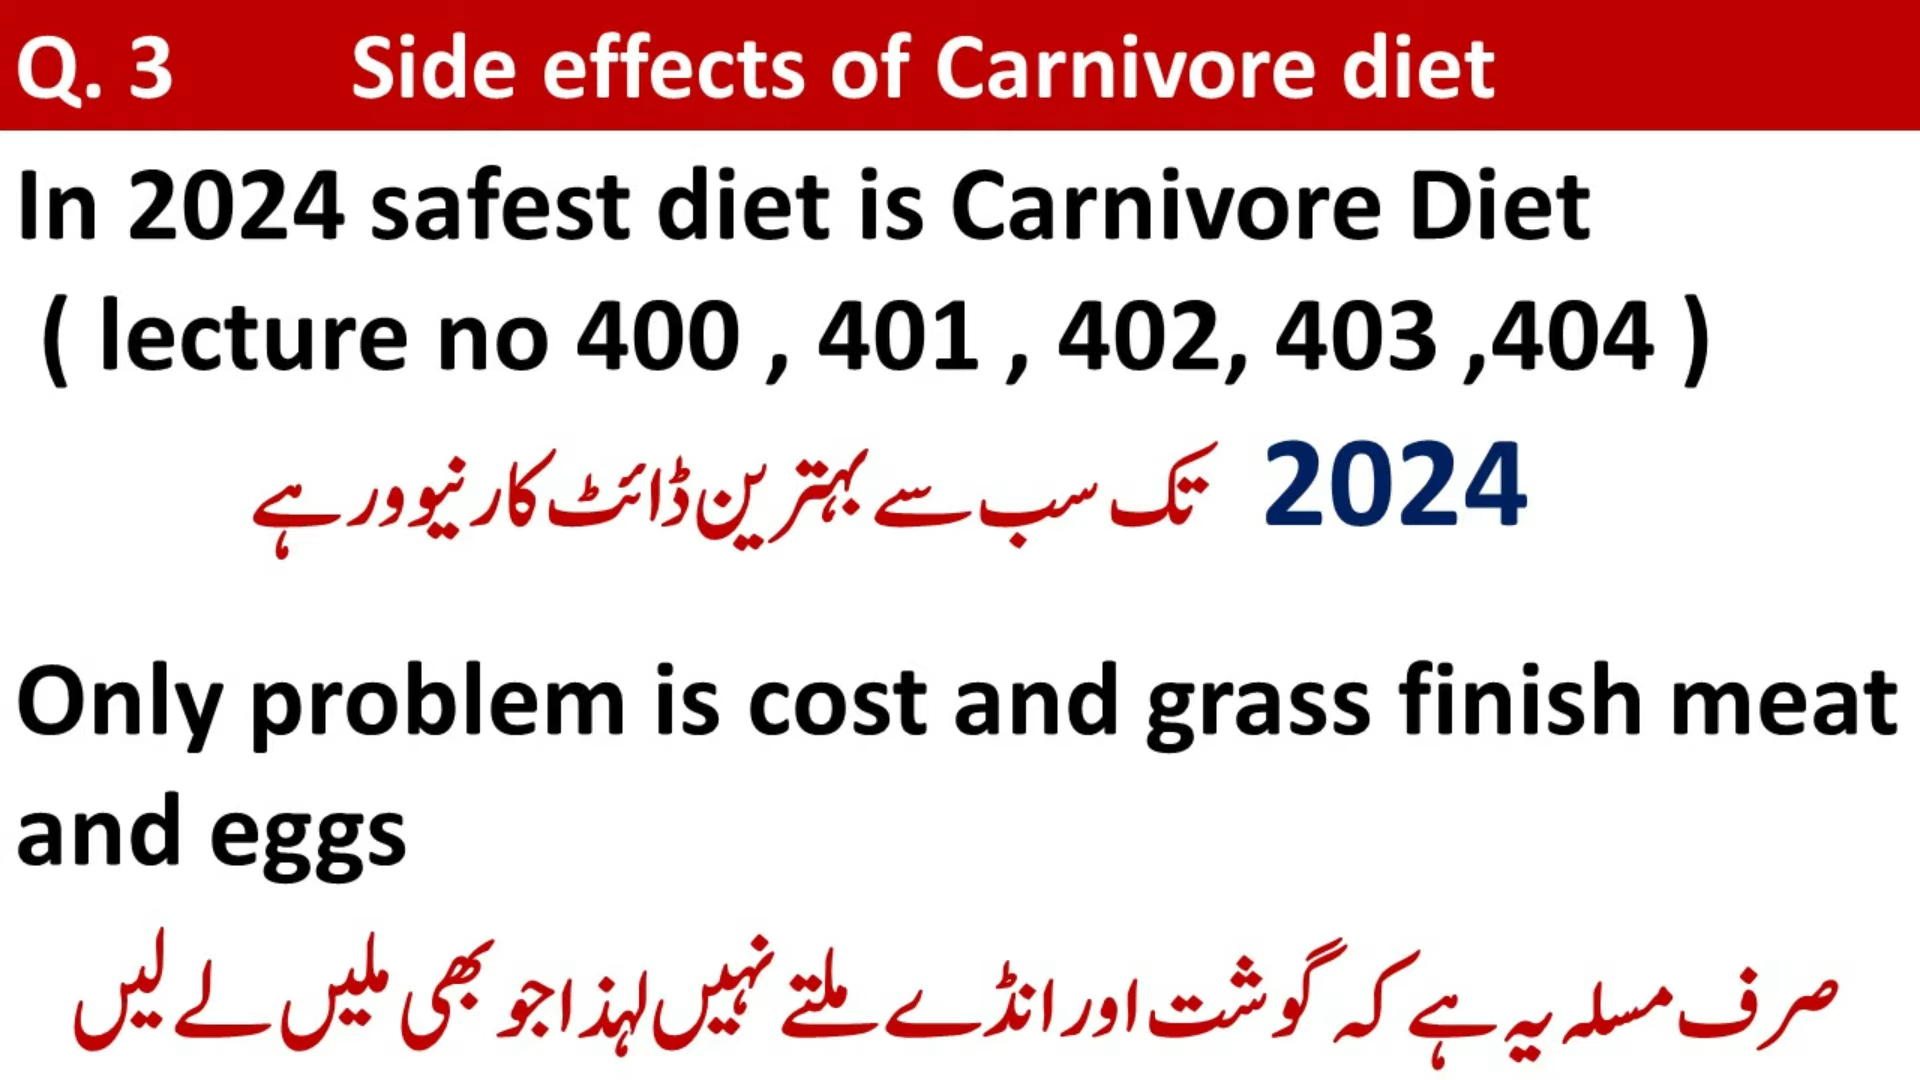 Q. 3 Side effects of Carnivore diet
In 2024 safest diet is Carnivore Diet
( lecture no 400 , 401 , 402, 403 ,404 )
2024 تک سب سے بہترین ڈائٹ کارنیوور ہے
Only problem is cost and grass finish meat
and eggs
صرف مسلہ یہ ہے کہ گوشت اور انڈے ملتے نہیں لہذا جو بھی ملیں لے لیں